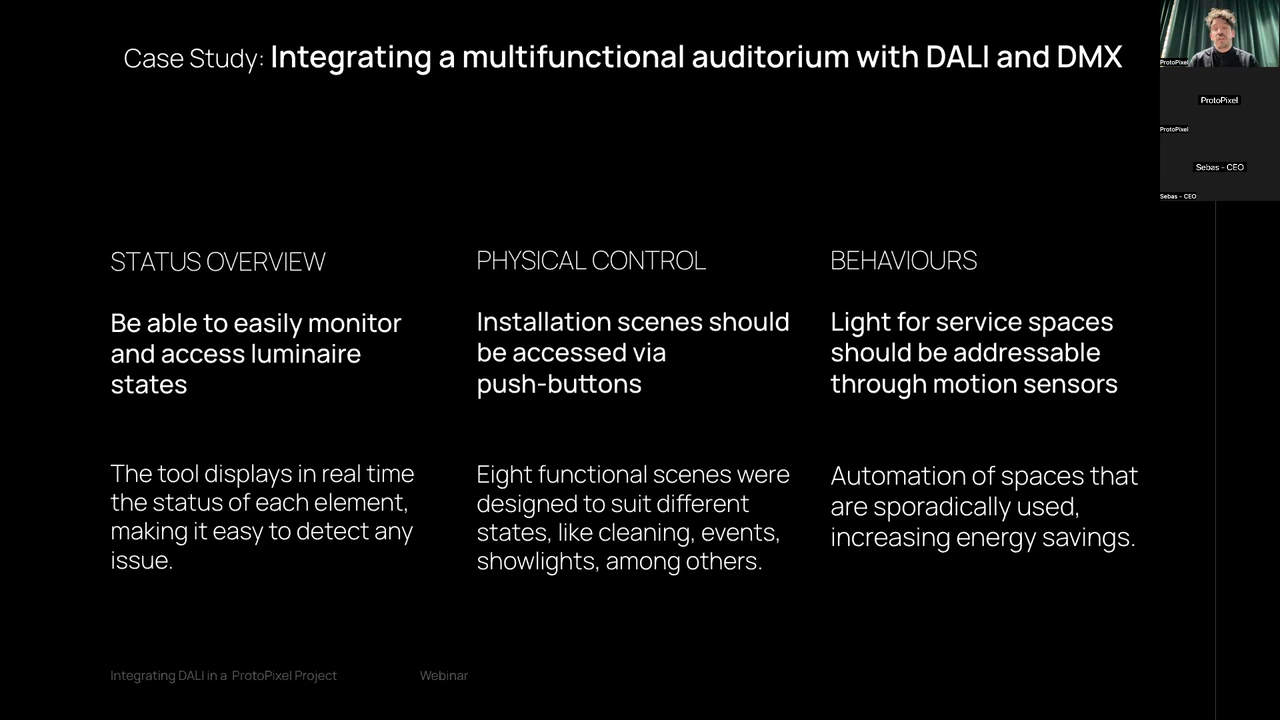 Case Study: Integrating a multifunctional auditorium with DALI and DMX
ProtoPixel
ProtoPixel
ProtoPixel
Sebas - CEO
Sebas - CEO
STATUS OVERVIEW
Be able to easily monitor
and access luminaire
states
The tool displays in real time
the status of each element,
making it easy to detect any
issue.
PHYSICAL CONTROL
Installation scenes should
be accessed via
push-buttons
Eight functional scenes were
designed to suit different
states, like cleaning, events,
showlights, among others.
BEHAVIOURS
Light for service spaces
should be addressable
through motion sensors
Automation of spaces that
are sporadically used,
increasing energy savings.
Integrating DALI in a ProtoPixel Project
Webinar